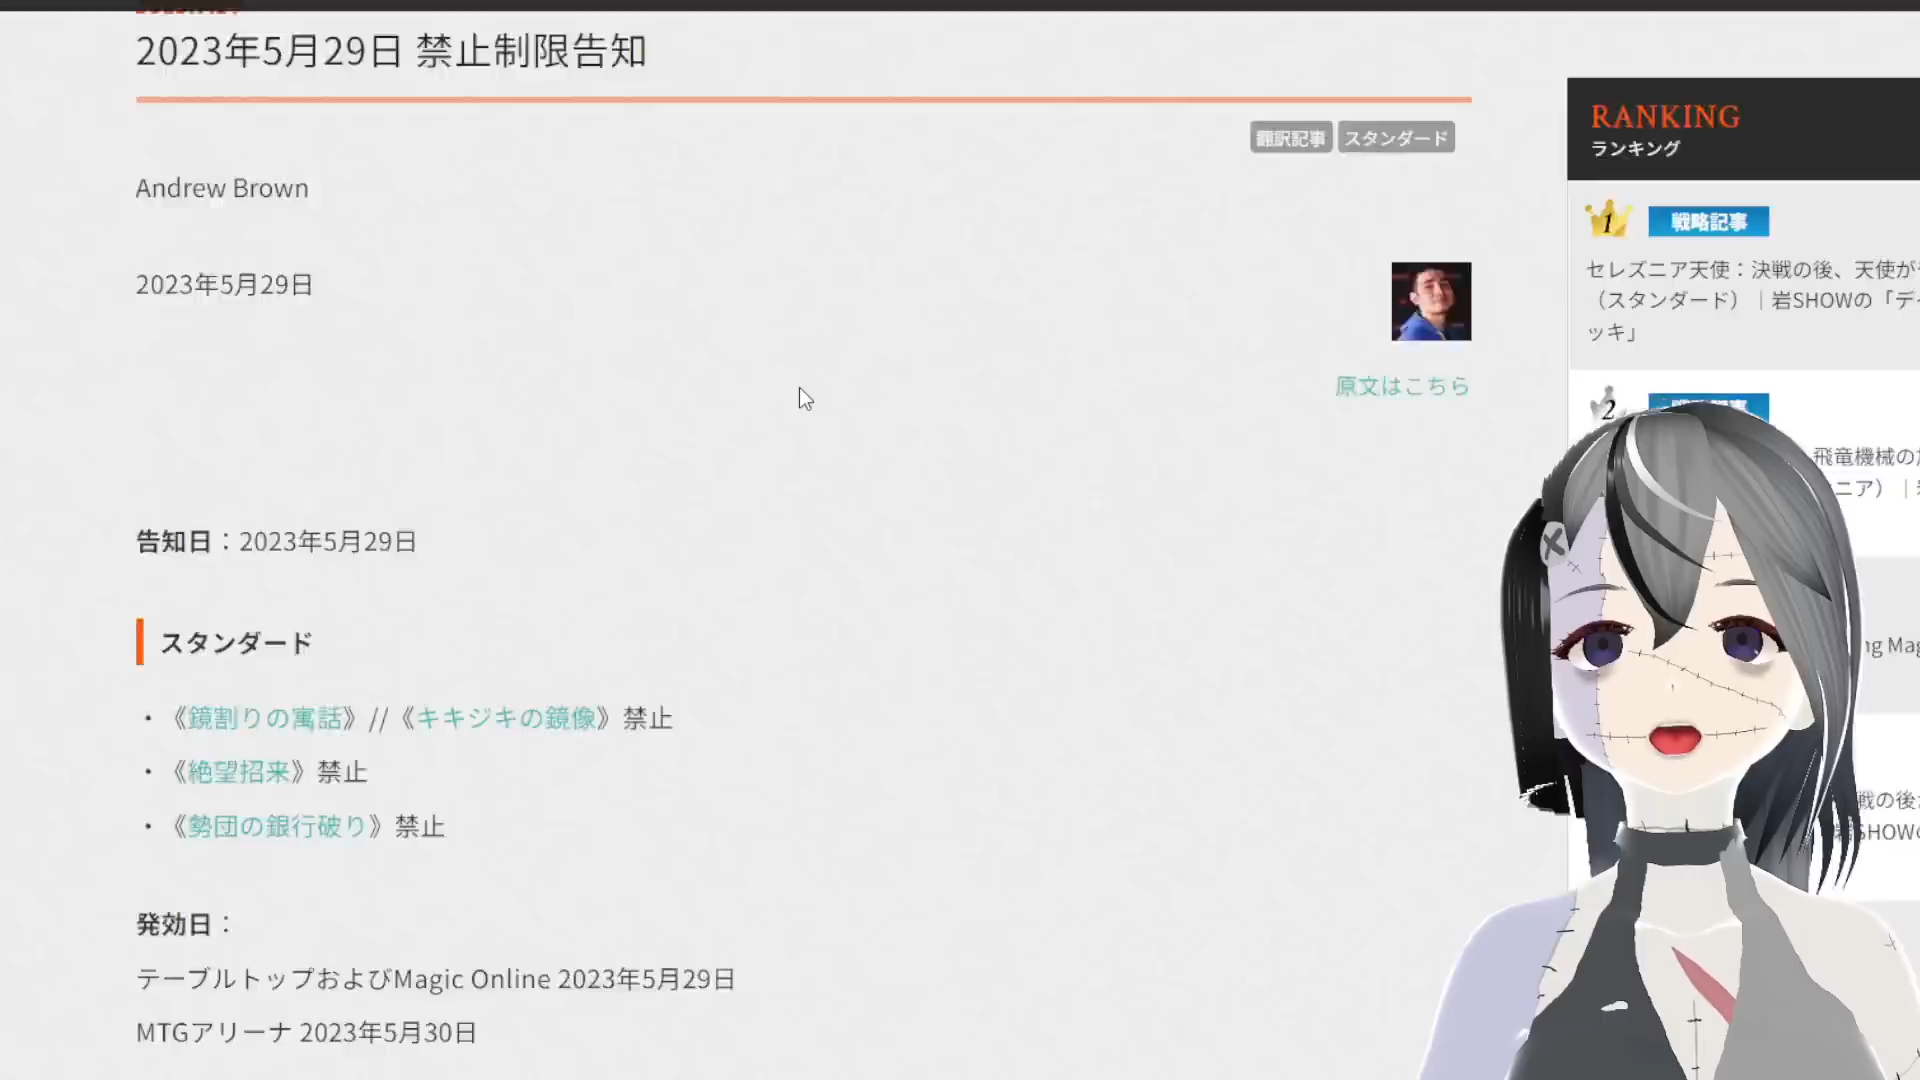 2023年5月29日 禁止制限告知
翻訳記事
スタンダード
Andrew Brown
2023年5月29日
原文はこちら
告知日：2023年5月29日
スタンダード
・《鏡割りの寓話》//《キキジキの鏡像》禁止
・《絶望招来》禁止
・《勢団の銀行破り》禁止
発効日：
テーブルトップおよびMagic Online 2023年5月29日
MTGアリーナ 2023年5月30日
RANKING
ランキング
1
戦略記事
セレズニア天使：決戦の後、天使が
（スタンダード）｜岩SHOWの「デ
ッキ」
2
飛竜機械の
ニア）｜
ng Mag
戦の後
岩SHOW